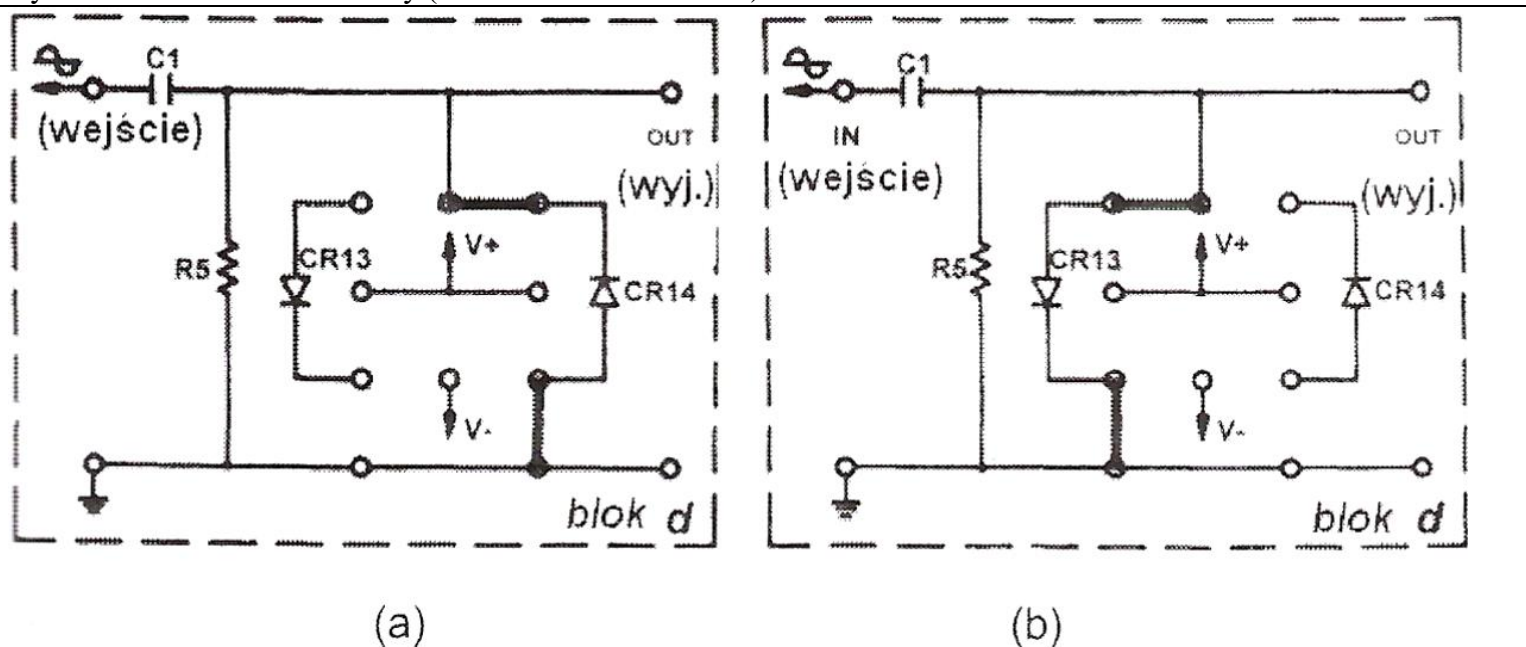 C1
(wejście)
OUT
(wyj.)
V+
R5
CR13
CR14
V-
blok d
(a)
C1
IN
(wejście)
OUT
(wyj.)
V+
R5
CR13
CR14
V-
blok d
(b)